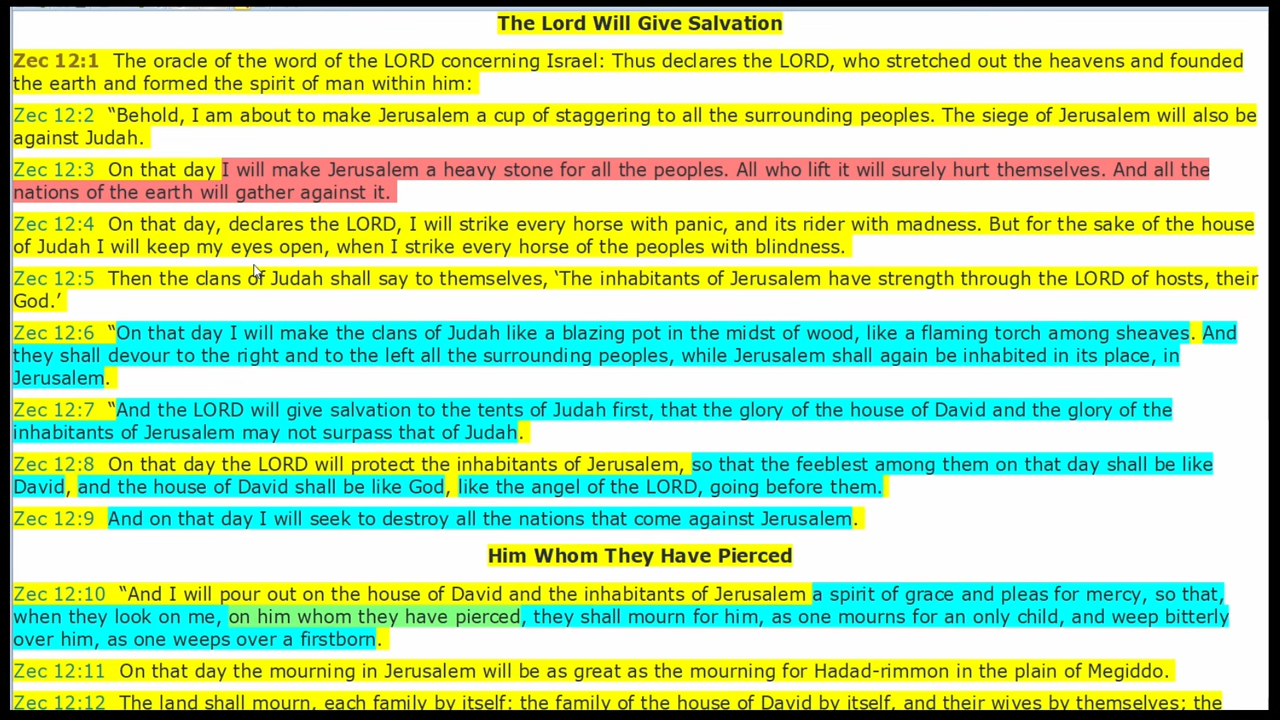 The Lord Will Give Salvation
Zec 12:1 The oracle of the word of the LORD concerning Israel: Thus declares the LORD, who stretched out the heavens and founded
the earth and formed the spirit of man within him:
Zec 12:2 “Behold, I am about to make Jerusalem a cup of staggering to all the surrounding peoples. The siege of Jerusalem will also be
against Judah.
Zec 12:3 On that day I will make Jerusalem a heavy stone for all the peoples. All who lift it will surely hurt themselves. And all the
nations of the earth will gather against it.
Zec 12:4 On that day, declares the LORD, I will strike every horse with panic, and its rider with madness. But for the sake of the house
of Judah I will keep my eyes open, when I strike every horse of the peoples with blindness.
Zec 12:5 Then the clans of Judah shall say to themselves, ‘The inhabitants of Jerusalem have strength through the LORD of hosts, their
God.’
Zec 12:6 “On that day I will make the clans of Judah like a blazing pot in the midst of wood, like a flaming torch among sheaves. And
they shall devour to the right and to the left all the surrounding peoples, while Jerusalem shall again be inhabited in its place, in
Jerusalem.
Zec 12:7 “And the LORD will give salvation to the tents of Judah first, that the glory of the house of David and the glory of the
inhabitants of Jerusalem may not surpass that of Judah.
Zec 12:8 On that day the LORD will protect the inhabitants of Jerusalem, so that the feeblest among them on that day shall be like
David, and the house of David shall be like God, like the angel of the LORD, going before them.
Zec 12:9 And on that day I will seek to destroy all the nations that come against Jerusalem.
Him Whom They Have Pierced
Zec 12:10 “And I will pour out on the house of David and the inhabitants of Jerusalem a spirit of grace and pleas for mercy, so that,
when they look on me, on him whom they have pierced, they shall mourn for him, as one mourns for an only child, and weep bitterly
over him, as one weeps over a firstborn.
Zec 12:11 On that day the mourning in Jerusalem will be as great as the mourning for Hadad-rimmon in the plain of Megiddo.
Zec 12:12 The land shall mourn, each family by itself: the family of the house of David by itself, and their wives by themselves; the